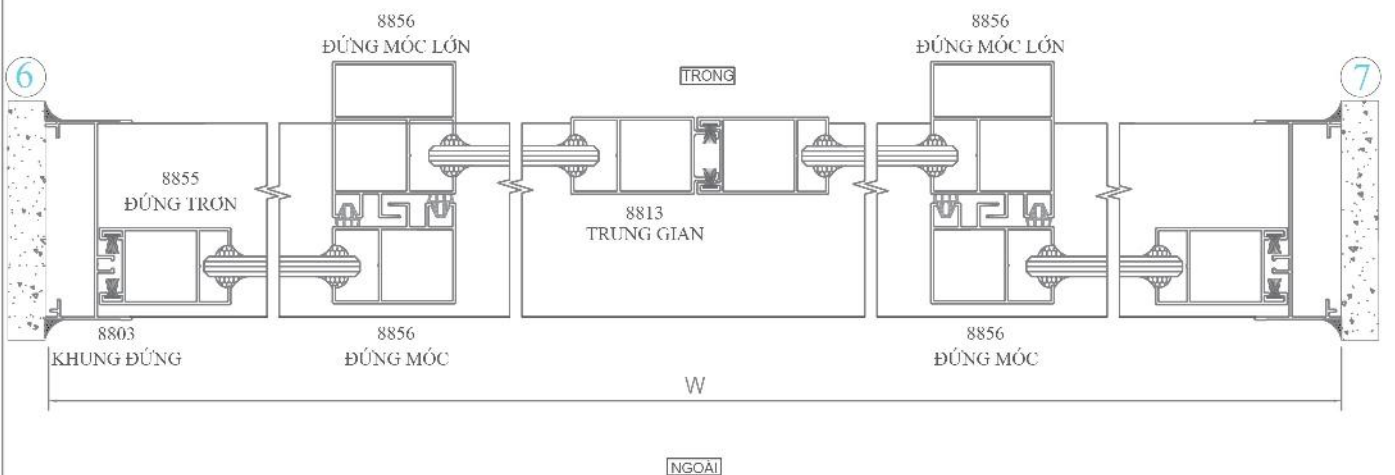 8856
ĐỨNG MÓC LỚN
8856
ĐỨNG MÓC LỚN
6
TRONG
7
8855
ĐỨNG TRƠN
8813
TRUNG GIAN
8803
KHUNG ĐỨNG
8856
ĐỨNG MÓC
8856
ĐỨNG MÓC
W
NGOÀI